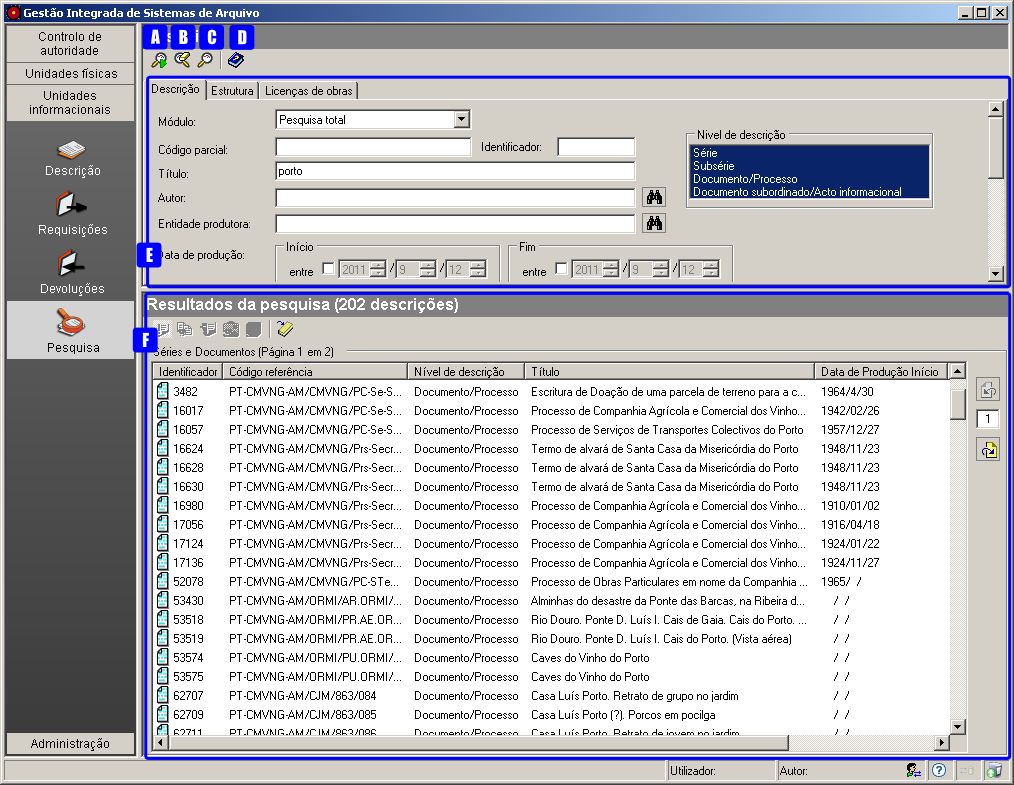 Gestão Integrada de Sistemas de Arquivo
Controlo de
autoridade
Unidades físicas
Unidades
informacionais
Descrição
Requisições
Devoluções
Pesquisa
Administração
A B C D
Descrição Estrutura Licenças de obras
Módulo: Pesquisa total
Código parcial: Identificador:
Título: porto
Autor:
Entidade produtora:
Nível de descrição
Série
Subsérie
Documento/Processo
Documento subordinado/Acto informacional
E
Data de produção: Início Fim
entre 2011 / 9 / 12 entre 2011 / 9 / 12
Resultados da pesquisa (202 descrições)
F
Séries e Documentos (Página 1 em 2)
Identificador Código referência Nível de descrição Título Data de Produção Início
3482 PT-CMVNG-AM/CMVNG/PC-Se-S... Documento/Processo Escritura de Doação de uma parcela de terreno para a c... 1964/4/30
16017 PT-CMVNG-AM/CMVNG/PC-Se-S... Documento/Processo Processo de Companhia Agrícola e Comercial dos Vinho... 1942/02/26
16057 PT-CMVNG-AM/CMVNG/PC-Se-S... Documento/Processo Processo de Serviços de Transportes Colectivos do Porto 1957/12/27
16624 PT-CMVNG-AM/CMVNG/Prs-Secr... Documento/Processo Termo de alvará de Santa Casa da Misericórdia do Porto 1948/11/23
16628 PT-CMVNG-AM/CMVNG/Prs-Secr... Documento/Processo Termo de alvará de Santa Casa da Misericórdia do Porto 1948/11/23
16630 PT-CMVNG-AM/CMVNG/Prs-Secr... Documento/Processo Termo de alvará de Santa Casa da Misericórdia do Porto 1948/11/23
16980 PT-CMVNG-AM/CMVNG/Prs-Secr... Documento/Processo Processo de Companhia Agrícola e Comercial dos Vinho... 1910/01/02
17056 PT-CMVNG-AM/CMVNG/Prs-Secr... Documento/Processo Processo de Companhia Agrícola e Comercial dos Vinho... 1916/04/18
17124 PT-CMVNG-AM/CMVNG/Prs-Secr... Documento/Processo Processo de Companhia Agrícola e Comercial dos Vinho... 1924/01/22
17136 PT-CMVNG-AM/CMVNG/Prs-Secr... Documento/Processo Processo de Companhia Agrícola e Comercial dos Vinho... 1924/11/27
52078 PT-CMVNG-AM/CMVNG/PC-STe... Documento/Processo Processo de Obras Particulares em nome da Companhia ... 1965/ /
53430 PT-CMVNG-AM/ORMI/AR.ORMI/... Documento/Processo Alminhas do desastre da Ponte das Barcas, na Ribeira d... / /
53518 PT-CMVNG-AM/ORMI/PR.AE.OR... Documento/Processo Rio Douro. Ponte D. Luís I. Cais de Gaia. Cais do Porto. ... / /
53519 PT-CMVNG-AM/ORMI/PR.AE.OR... Documento/Processo Rio Douro. Ponte D. Luís I. Cais do Porto. (Vista aérea) / /
53574 PT-CMVNG-AM/ORMI/PU.ORMI/... Documento/Processo Caves do Vinho do Porto / /
53575 PT-CMVNG-AM/ORMI/PU.ORMI/... Documento/Processo Caves do Vinho do Porto / /
62707 PT-CMVNG-AM/CJM/863/084 Documento/Processo Casa Luís Porto. Retrato de grupo no jardim / /
62709 PT-CMVNG-AM/CJM/863/085 Documento/Processo Casa Luís Porto (?). Porcos em pocilga / /
62711 PT-CMVNG-AM/CJM/863/086 Documento/Processo Casa Luís Porto. Retrato de jovem no jardim / /
1
Utilizador: Autor: